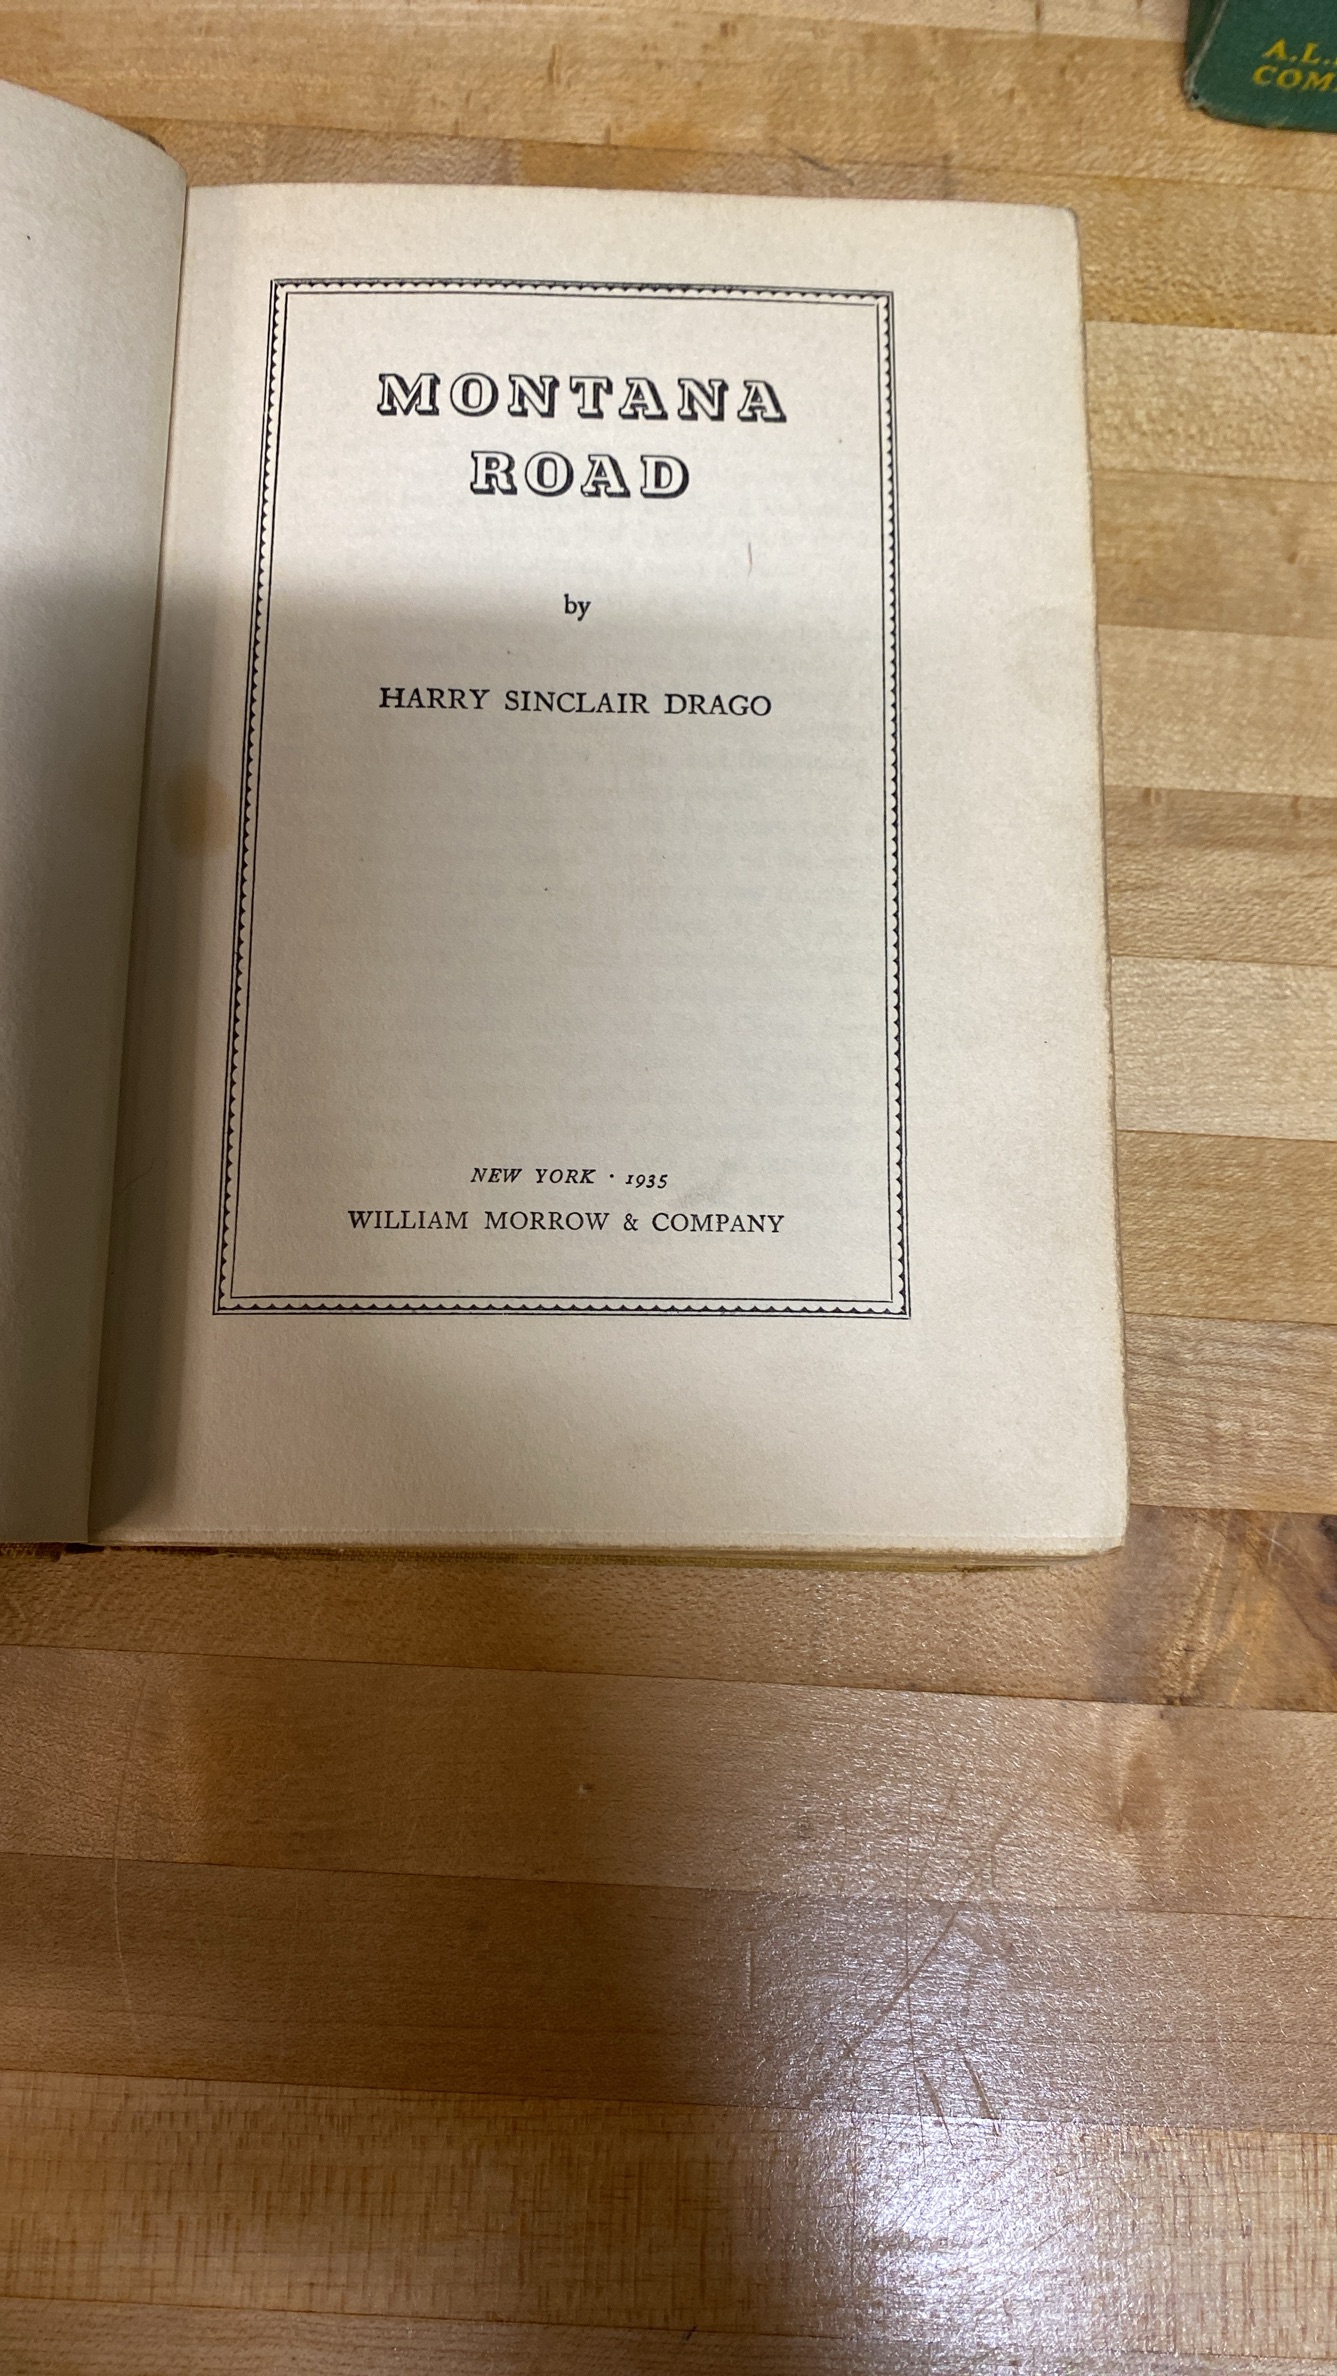 MONTANA
ROAD
by
HARRY SINCLAIR DRAGO
NEW YORK · 1935
WILLIAM MORROW & COMPANY
A.L.